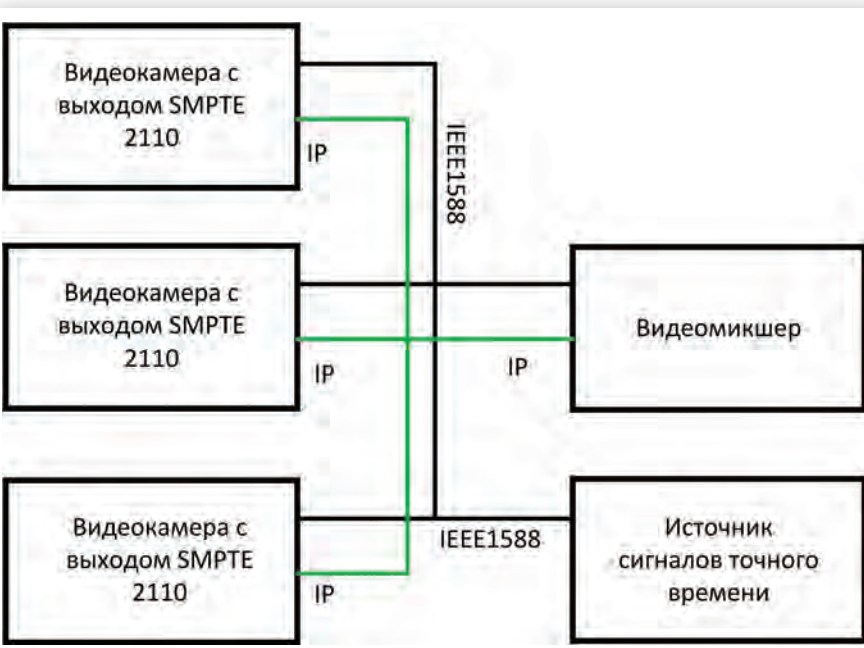 Видеокамера с
выходом SMPTE
2110
IP
IEEE1588
Видеокамера с
выходом SMPTE
2110
IP
IP
Видеомикшер
Видеокамера с
выходом SMPTE
2110
IP
IEEE1588
Источник
сигналов точного
времени